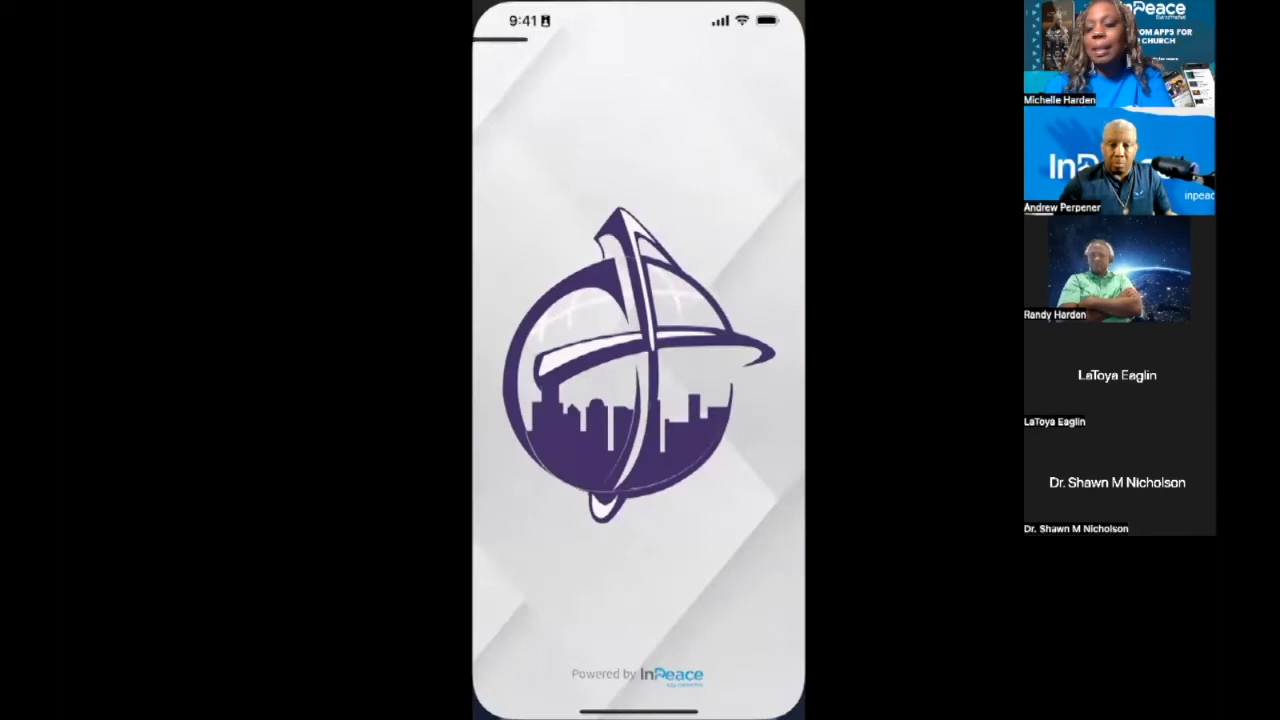 9:41
Powered by InPeace
InPeace
OM APPS FOR
CHURCH
Michelle Harden
InPeace
inpeac
Andrew Perpener
Randy Harden
LaToya Eaglin
LaToya Eaglin
Dr. Shawn M Nicholson
Dr. Shawn M Nicholson